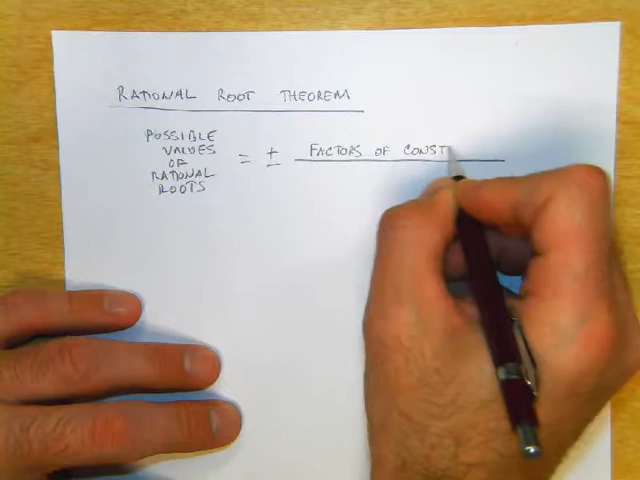 RATIONAL ROOT THEOREM
POSSIBLE
VALUES
OF
RATIONAL
ROOTS
= ± FACTORS OF CONST